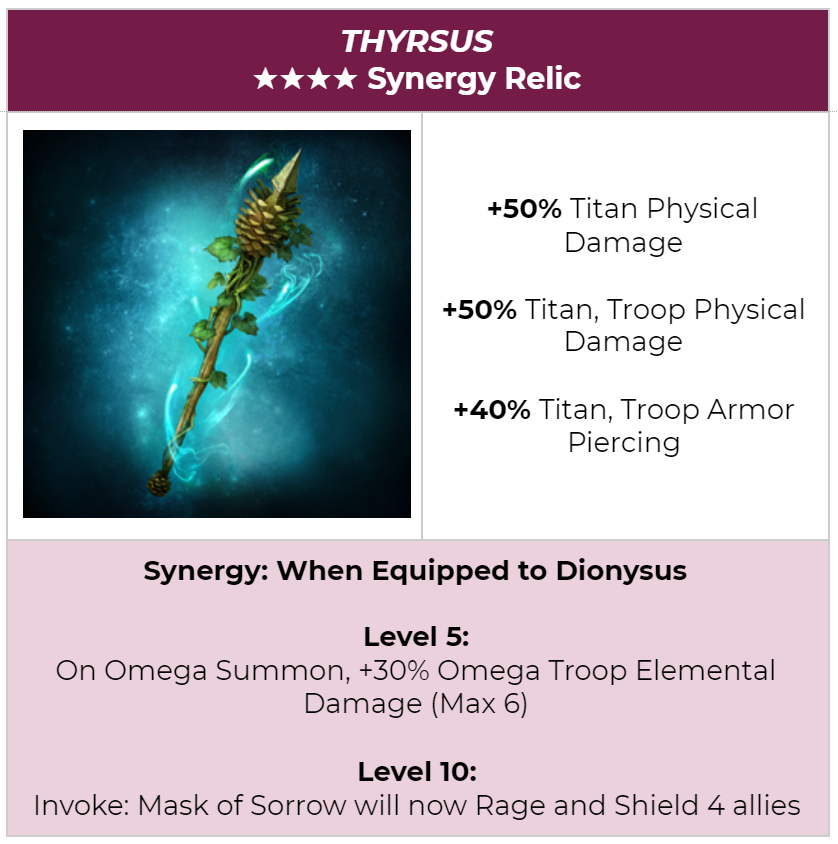 THYRSUS
★★★★ Synergy Relic
+50% Titan Physical
Damage
+50% Titan, Troop Physical
Damage
+40% Titan, Troop Armor
Piercing
Synergy: When Equipped to Dionysus
Level 5:
On Omega Summon, +30% Omega Troop Elemental
Damage (Max 6)
Level 10:
Invoke: Mask of Sorrow will now Rage and Shield 4 allies